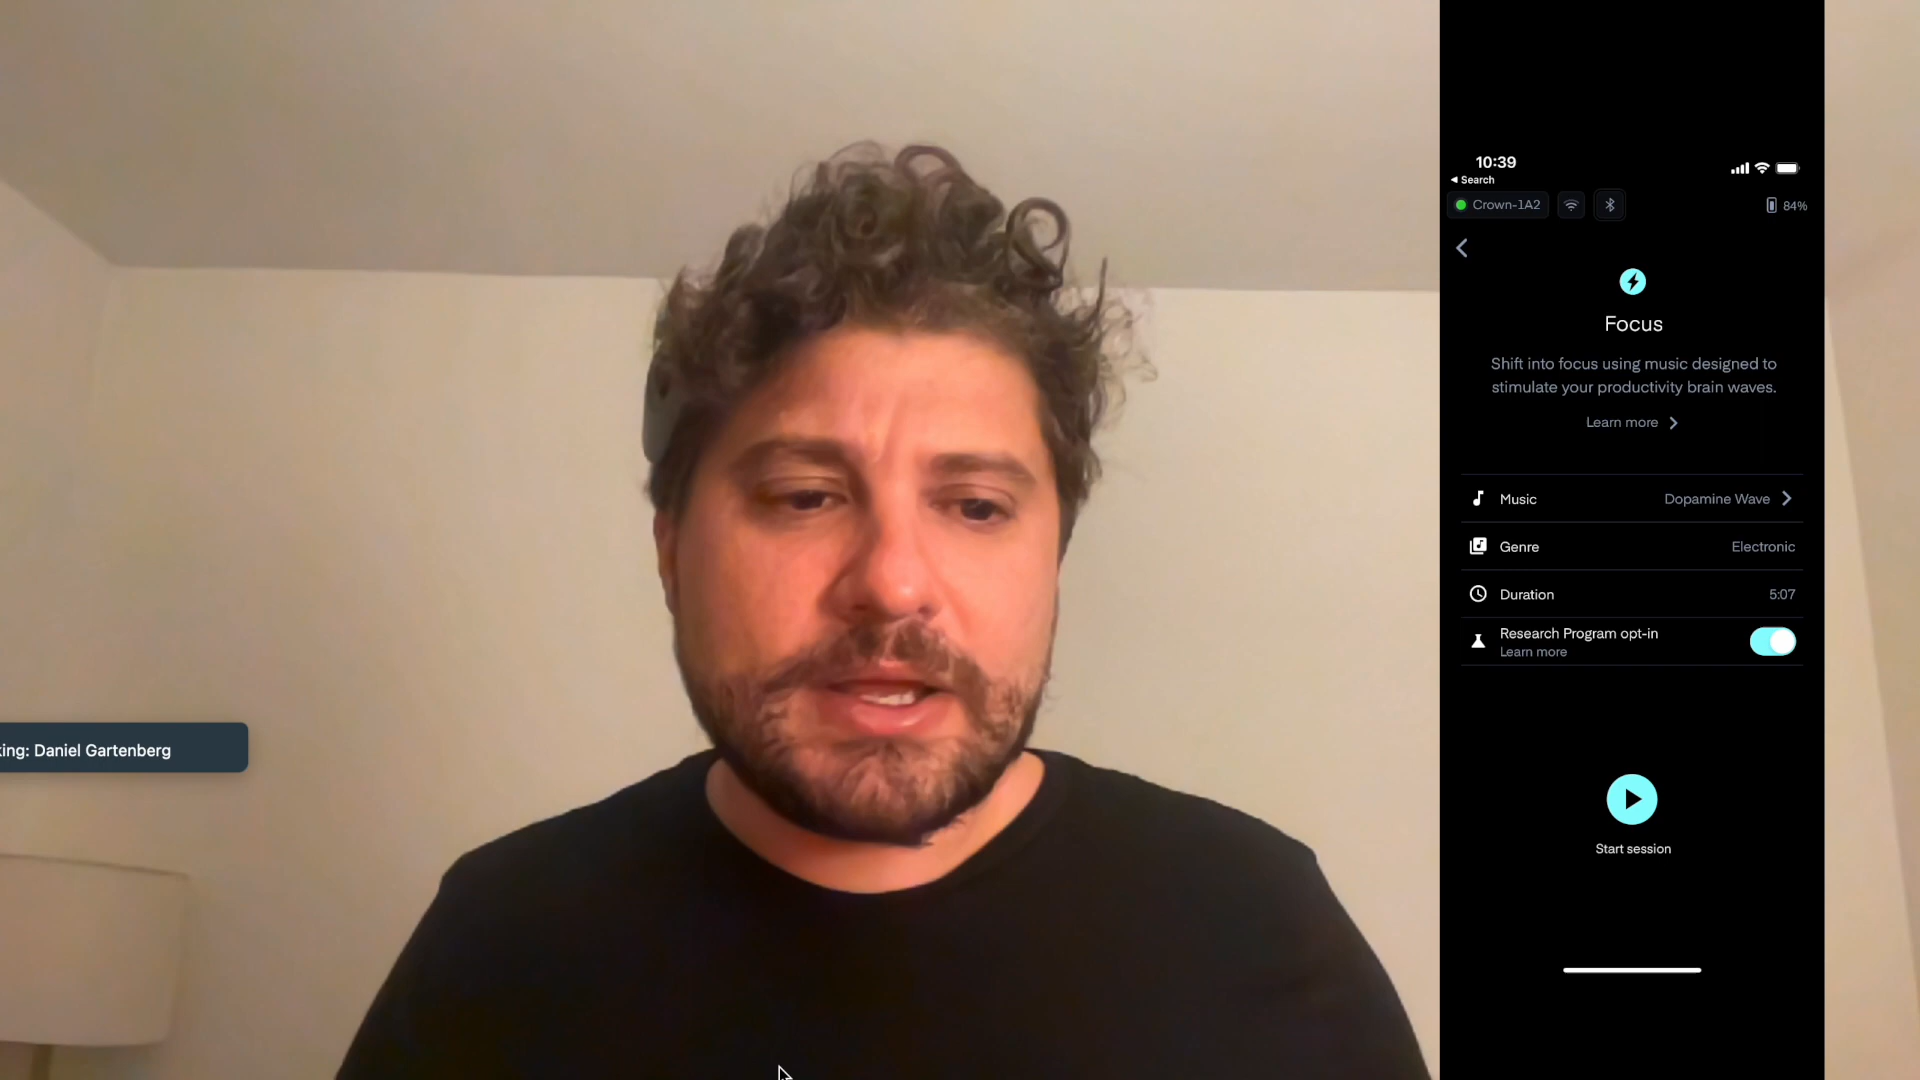 king: Daniel Gartenberg
10:39
Search
Crown-1A2
84%
Focus
Shift into focus using music designed to
stimulate your productivity brain waves.
Learn more
Music Dopamine Wave
Genre Electronic
Duration 5:07
Research Program opt-in
Learn more
Start session